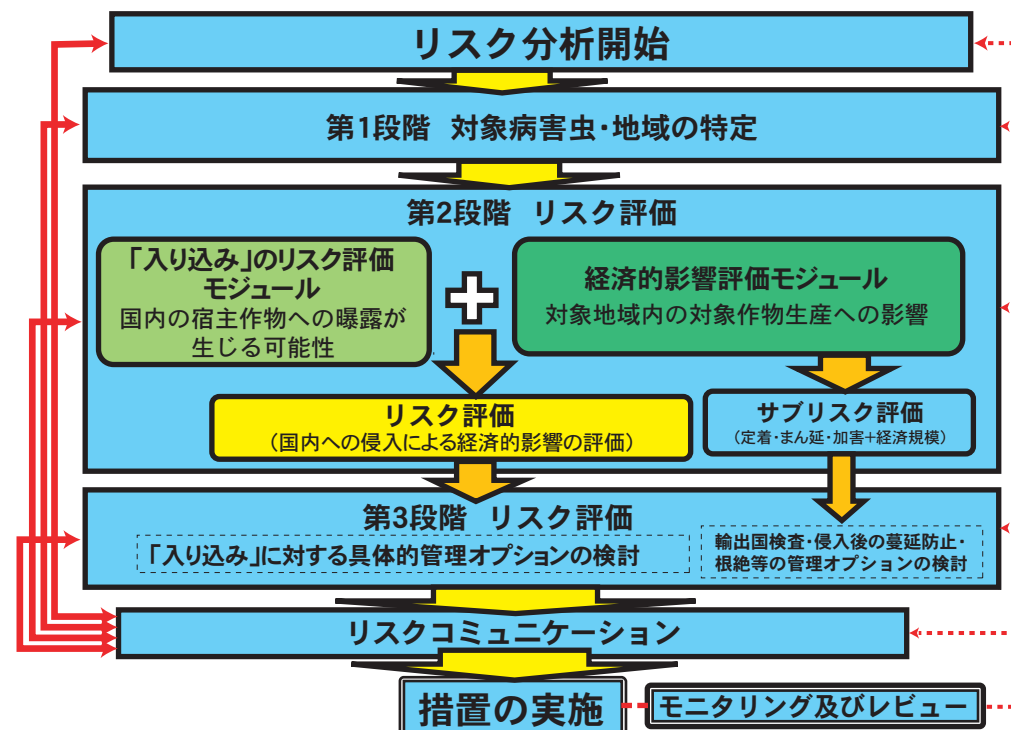 リスク分析開始
第1段階 対象病害虫・地域の特定
第2段階 リスク評価
「入り込み」のリスク評価
モジュール
国内の宿主作物への曝露が
生じる可能性
経済的影響評価モジュール
対象地域内の対象作物生産への影響
リスク評価
(国内への侵入による経済的影響の評価)
サブリスク評価
(定着・まん延・加害+経済規模)
第3段階 リスク評価
「入り込み」に対する具体的管理オプションの検討
輸出国検査・侵入後の蔓延防止・
根絶等の管理オプションの検討
リスクコミュニケーション
措置の実施
モニタリング及びレビュー